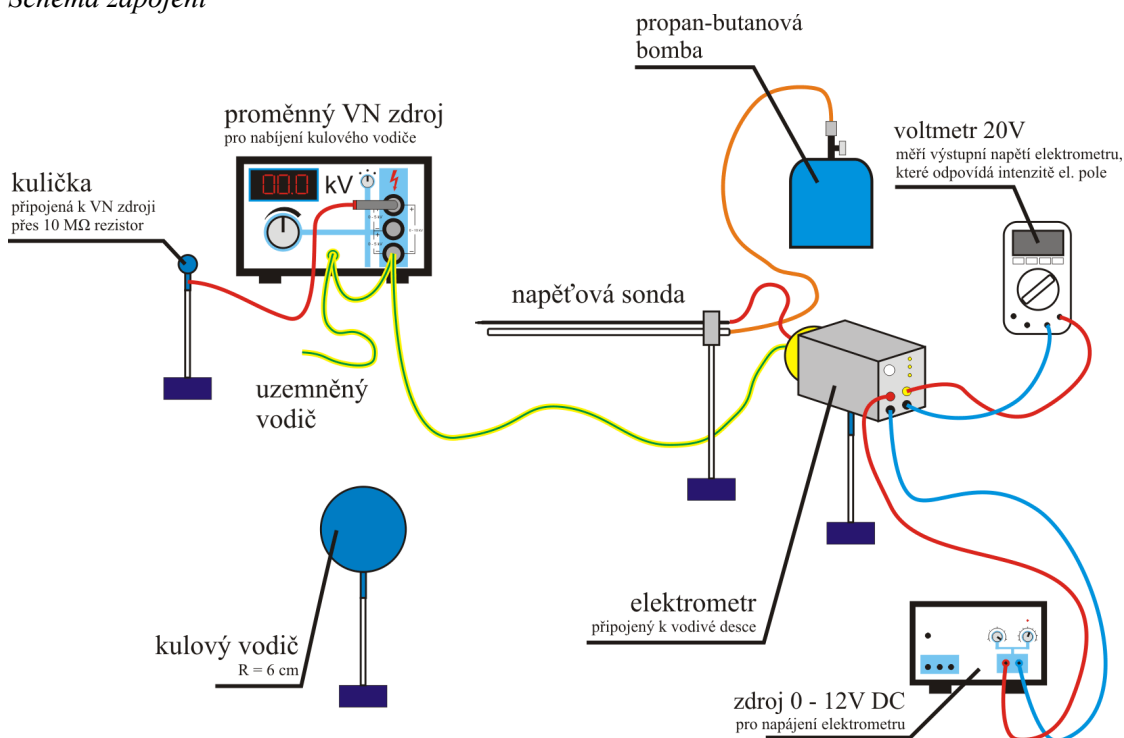 Schéma zapojení
propan-butanová
bomba
proměnný VN zdroj
pro nabíjení kulového vodiče
voltmetr 20V
měří výstupní napětí elektrometru,
které odpovídá intenzitě el. pole
kulička
připojená k VN zdroji
přes 10 MΩ rezistor
00.0 kV
napěťová sonda
uzemněný
vodič
elektrometr
připojený k vodivé desce
kulový vodič
R = 6 cm
zdroj 0 - 12V DC
pro napájení elektrometru